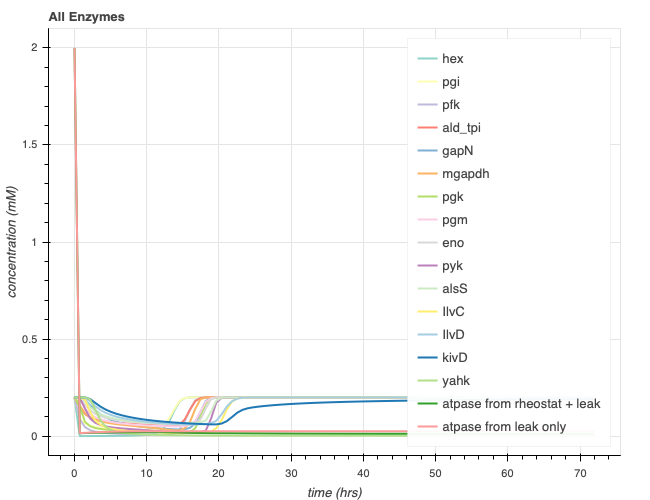 All Enzymes
concentration (mM)
2
1.5
1
0.5
0
hex
pgi
pfk
ald_tpi
gapN
mgapdh
pgk
pgm
eno
pyk
alsS
IlvC
IlvD
kivD
yahk
atpase from rheostat + leak
atpase from leak only
0 10 20 30 40 50 60 70
time (hrs)